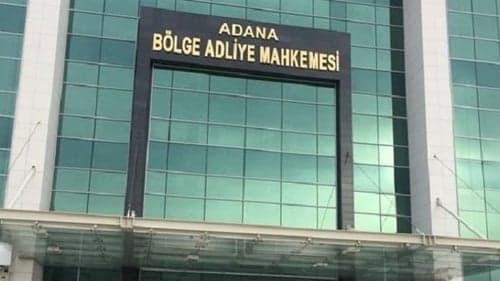 ADANA
BÖLGE ADLİYE MAHKEMESİ